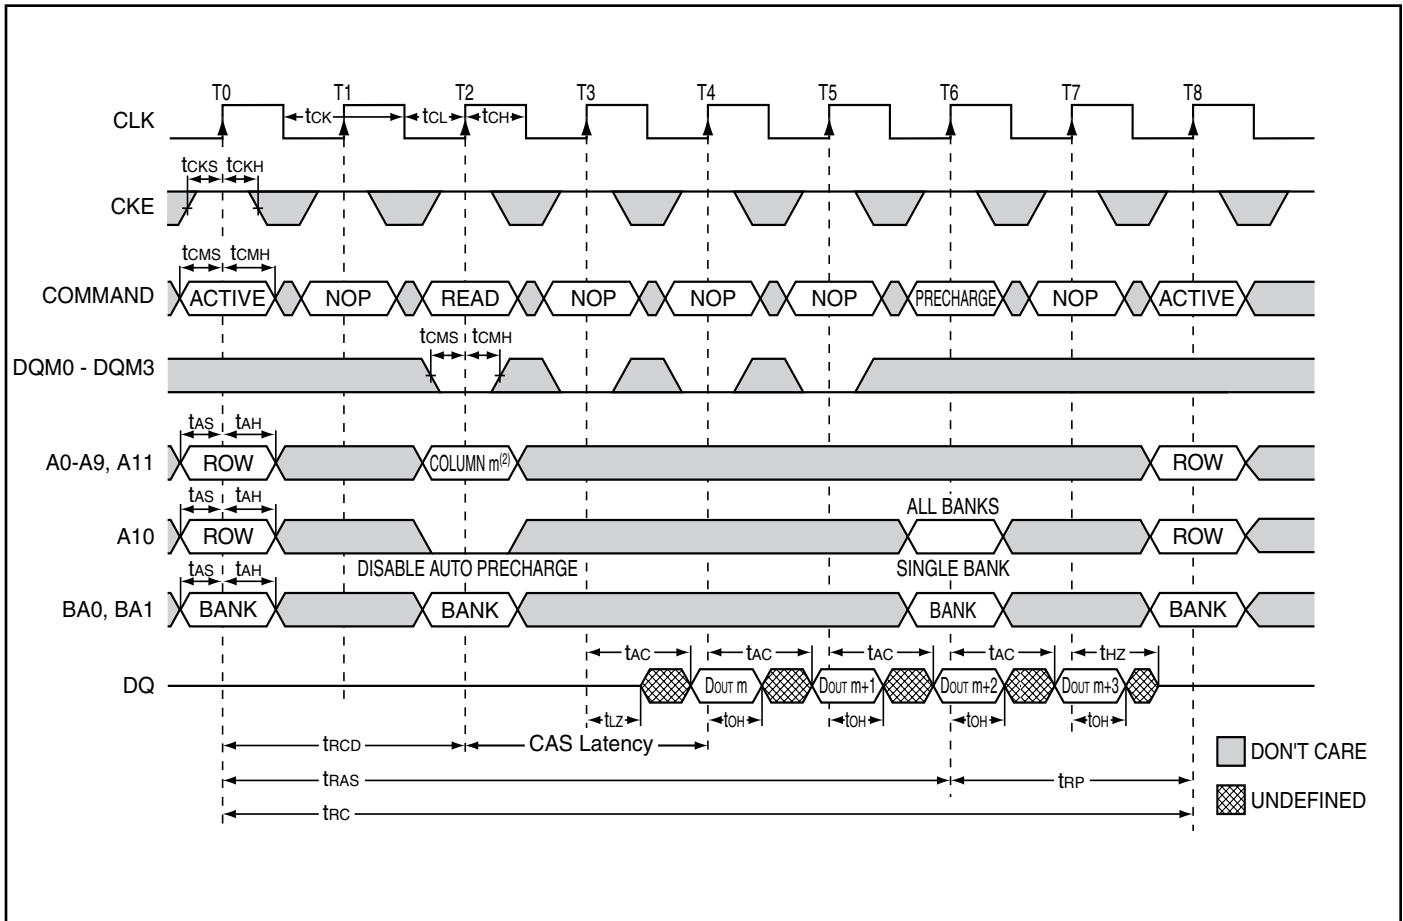 T0 T1 T2 T3 T4 T5 T6 T7 T8
CLK tCK tCL tCH
tCKS tCKH
CKE
tCMS tCMH
COMMAND ACTIVE NOP READ NOP NOP NOP PRECHARGE NOP ACTIVE
tCMS tCMH
DQM0 - DQM3
tAS tAH
A0-A9, A11 ROW COLUMN m(2) ROW
tAS tAH ALL BANKS
A10 ROW ROW
tAS tAH DISABLE AUTO PRECHARGE SINGLE BANK
BA0, BA1 BANK BANK BANK BANK
tAC tAC tAC tAC tHZ
DQ DOUT m DOUT m+1 DOUT m+2 DOUT m+3
tLZ tOH tOH tOH tOH
tRCD CAS Latency
DON'T CARE
tRAS tRP
UNDEFINED
tRC